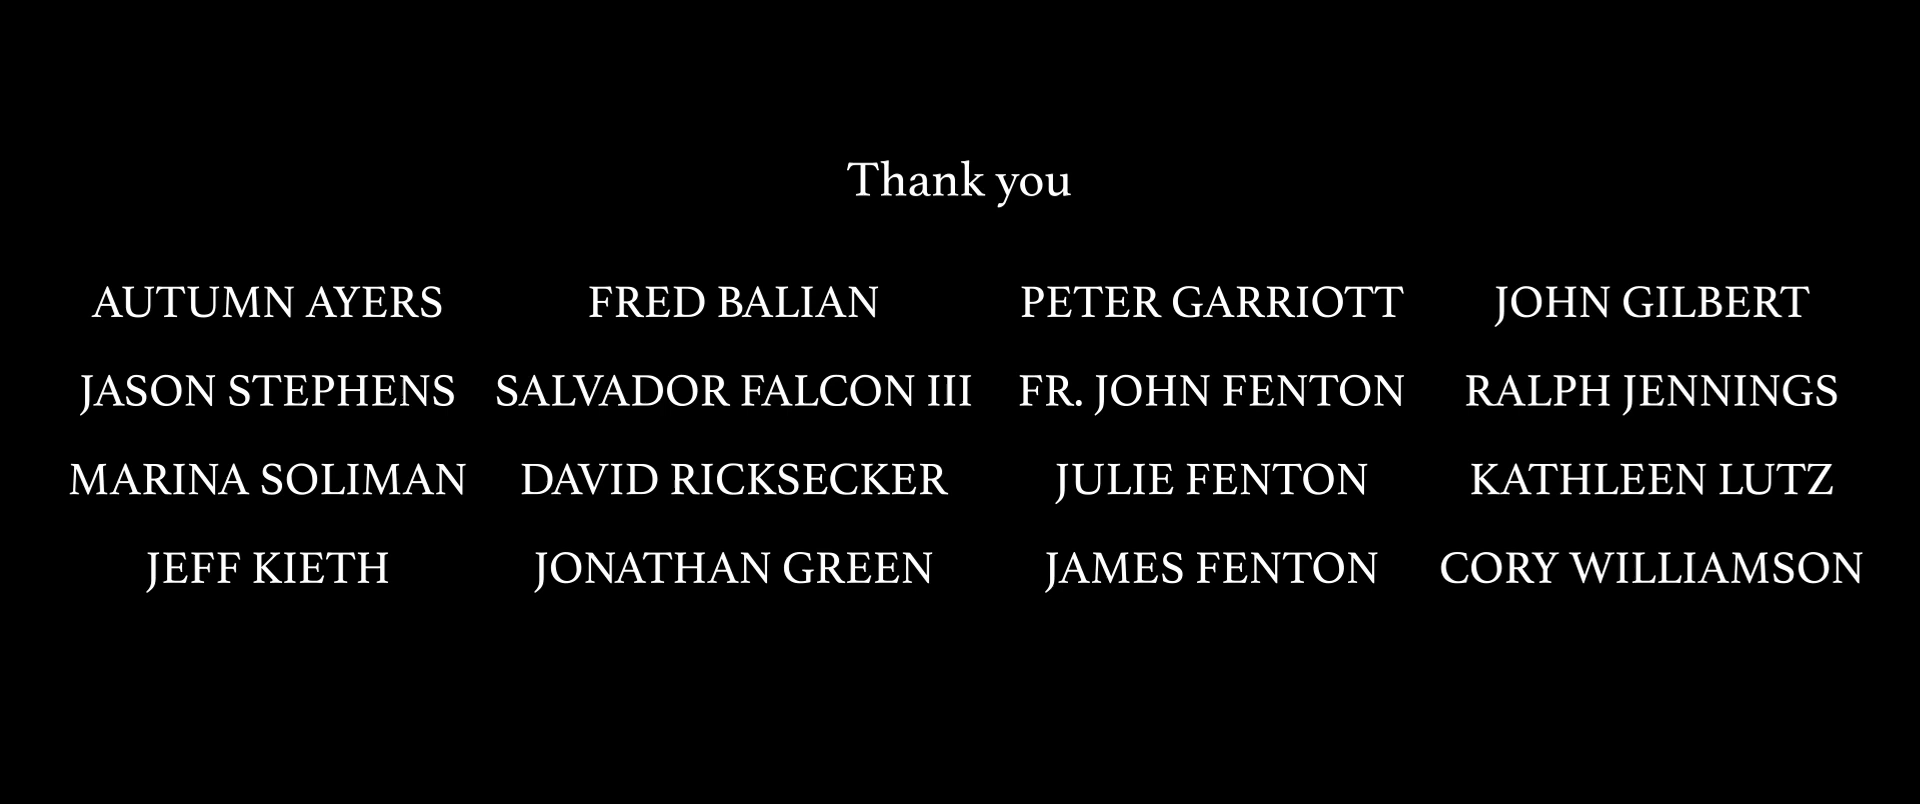 Thank you
AUTUMN AYERS FRED BALIAN PETER GARRIOTT JOHN GILBERT
JASON STEPHENS SALVADOR FALCON III FR. JOHN FENTON RALPH JENNINGS
MARINA SOLIMAN DAVID RICKSECKER JULIE FENTON KATHLEEN LUTZ
JEFF KIETH JONATHAN GREEN JAMES FENTON CORY WILLIAMSON